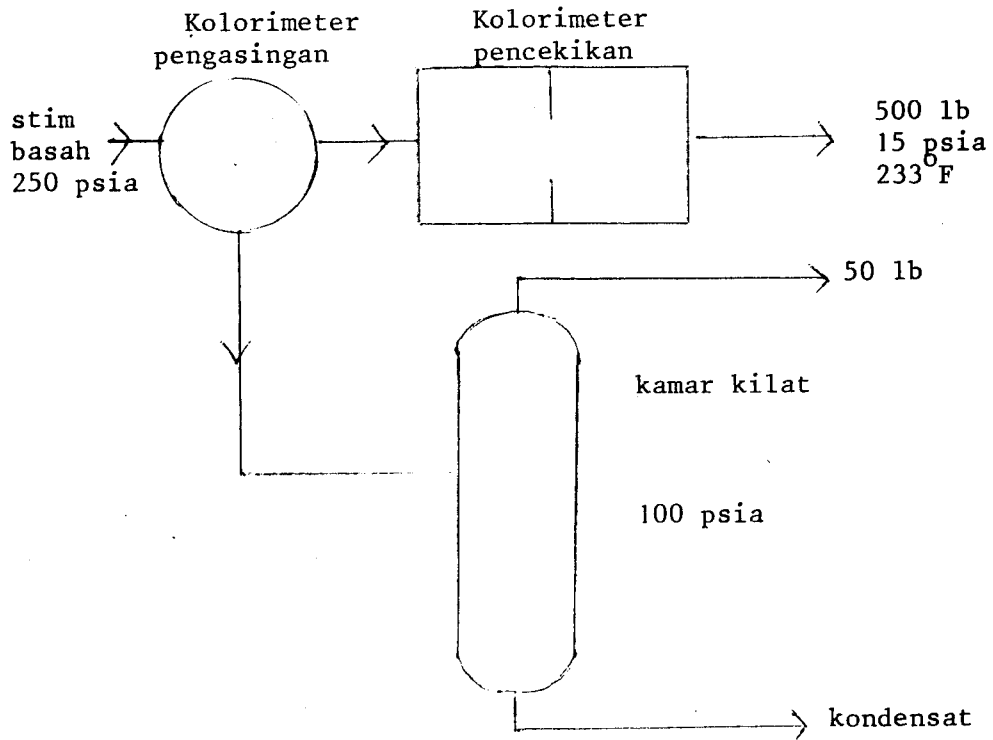 Kolorimeter
pengasingan
Kolorimeter
pencekikan
stim
basah
250 psia
500 lb
15 psia
233°F
50 lb
kamar kilat
100 psia
kondensat